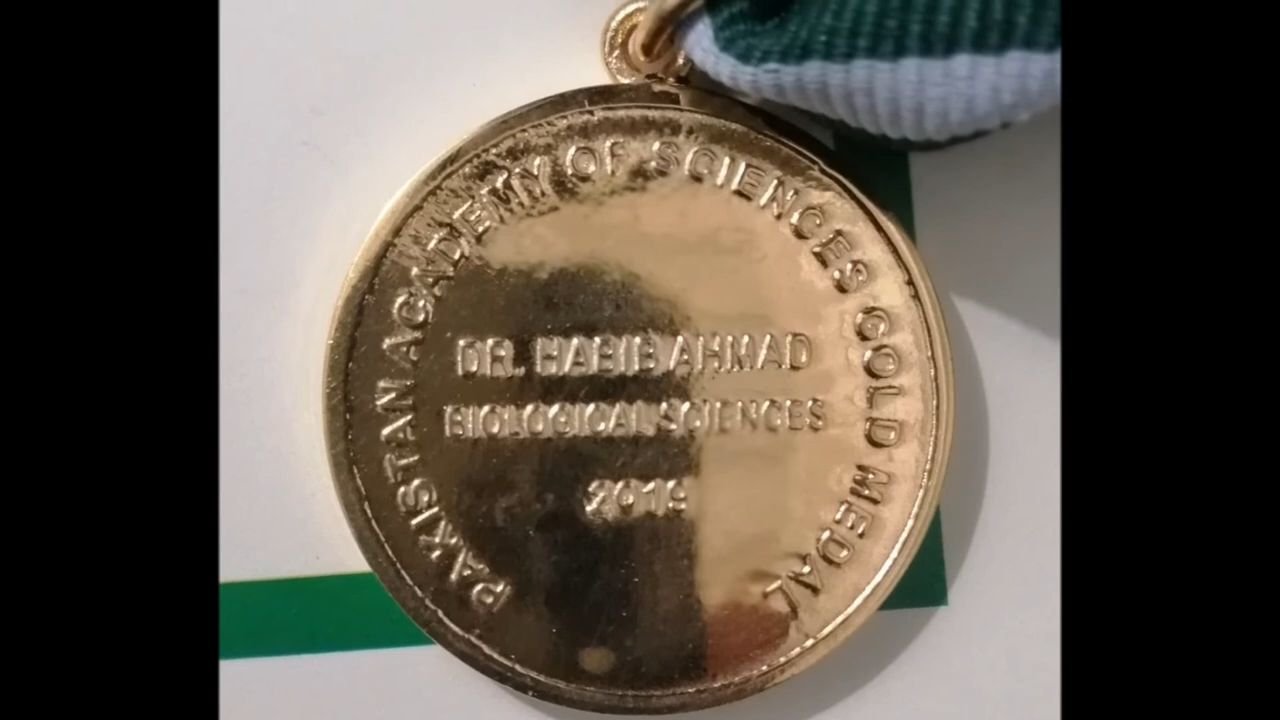 PAKISTAN ACADEMY OF SCIENCES GOLD MEDAL
DR. HABIB AHMAD
BIOLOGICAL SCIENCES
2019